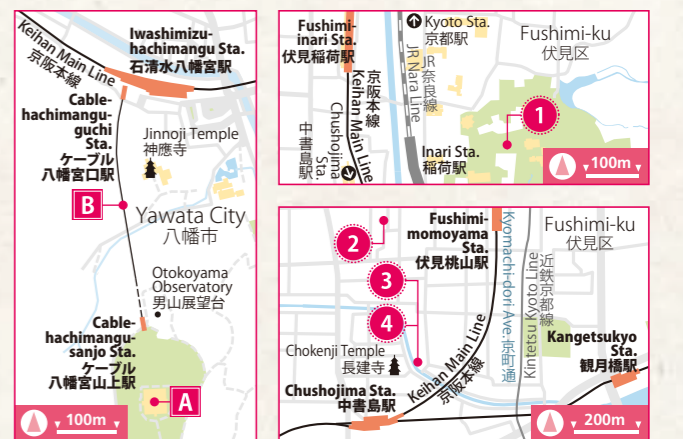 Keihan Main Line
京阪本線
Iwashimizu-
hachimangu Sta.
石清水八幡宮駅
Cable-
hachimangu-
guchi
Sta.
ケーブル
八幡宮口駅
Jinnoji Temple
神應寺
B
Yawata City
八幡市
Otokoyama
Observatory
男山展望台
Cable-
hachimangu-
sanjo Sta.
ケーブル
八幡宮山上駅
A
100m
Fushimi-
inari Sta.
伏見稲荷駅
Kyoto Sta.
京都駅
Fushimi-ku
伏見区
JR奈良線
JR Nara Line
京阪本線
Keihan Main Line
Chushojima
Sta.
中書島駅
1
Inari Sta.
稲荷駅
100m
Fushimi-
momoyama
Sta.
伏見桃山駅
Kyomachi-dori Ave.京町通
Fushimi-ku
伏見区
近鉄京都線
Kintetsu Kyoto Line
2
3
4
Kangetsukyo
Sta.
観月橋駅
Chokenji Temple
長建寺
Keihan Main Line
京阪本線
Chushojima Sta.
中書島駅
200m